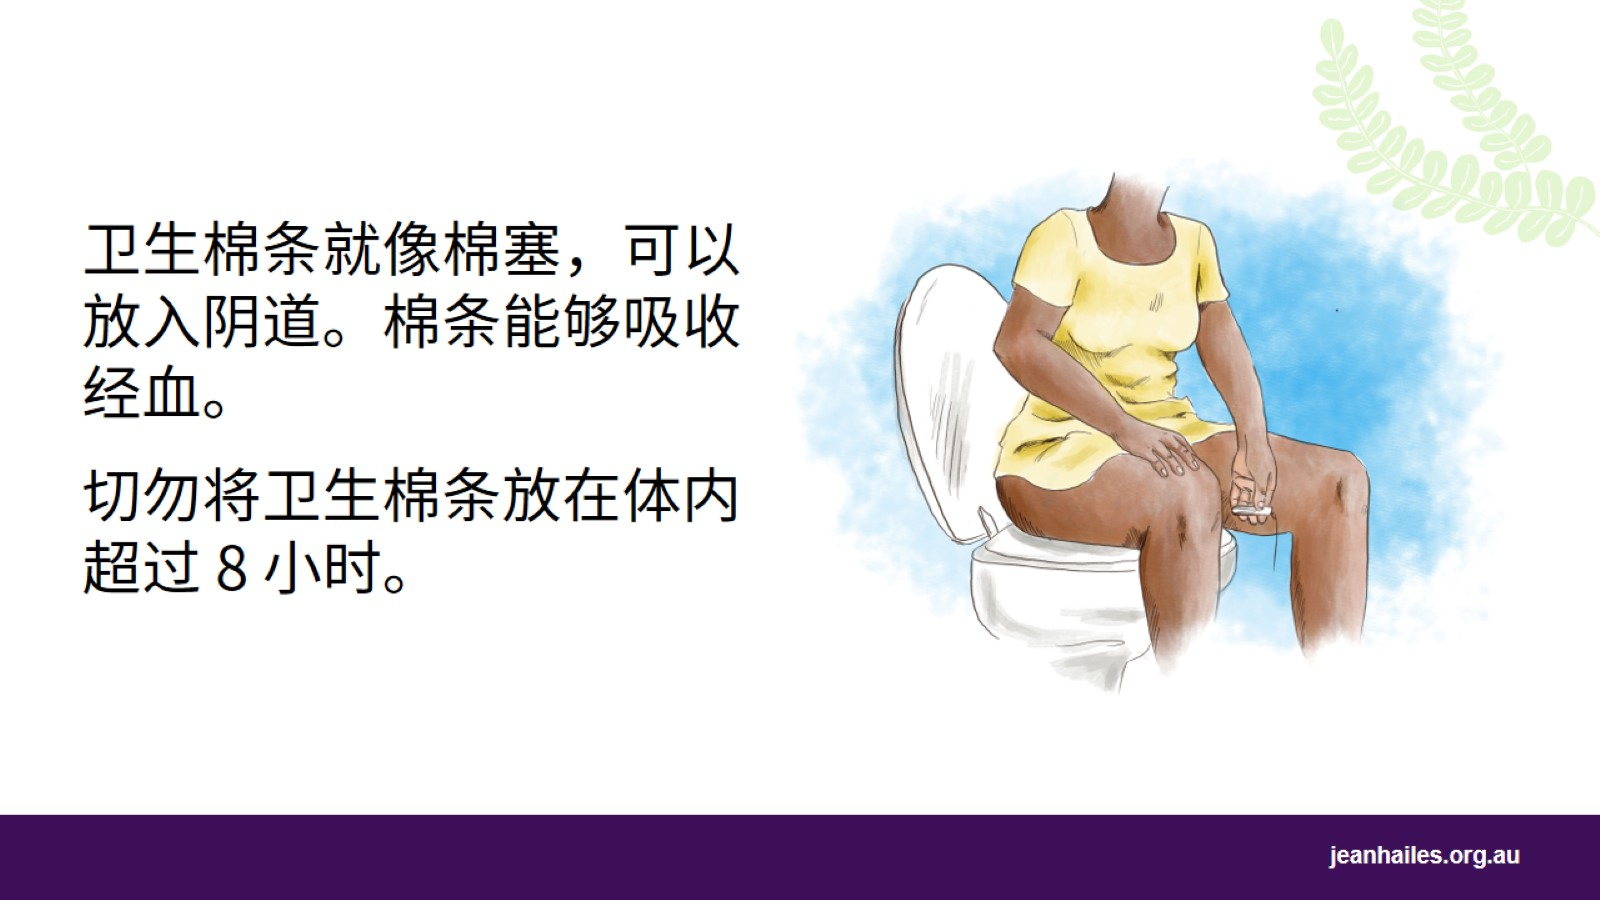 卫生棉条就像棉塞，可以
放入阴道。棉条能够吸收
经血。
切勿将卫生棉条放在体内
超过 8 小时。
jeanhailes.org.au